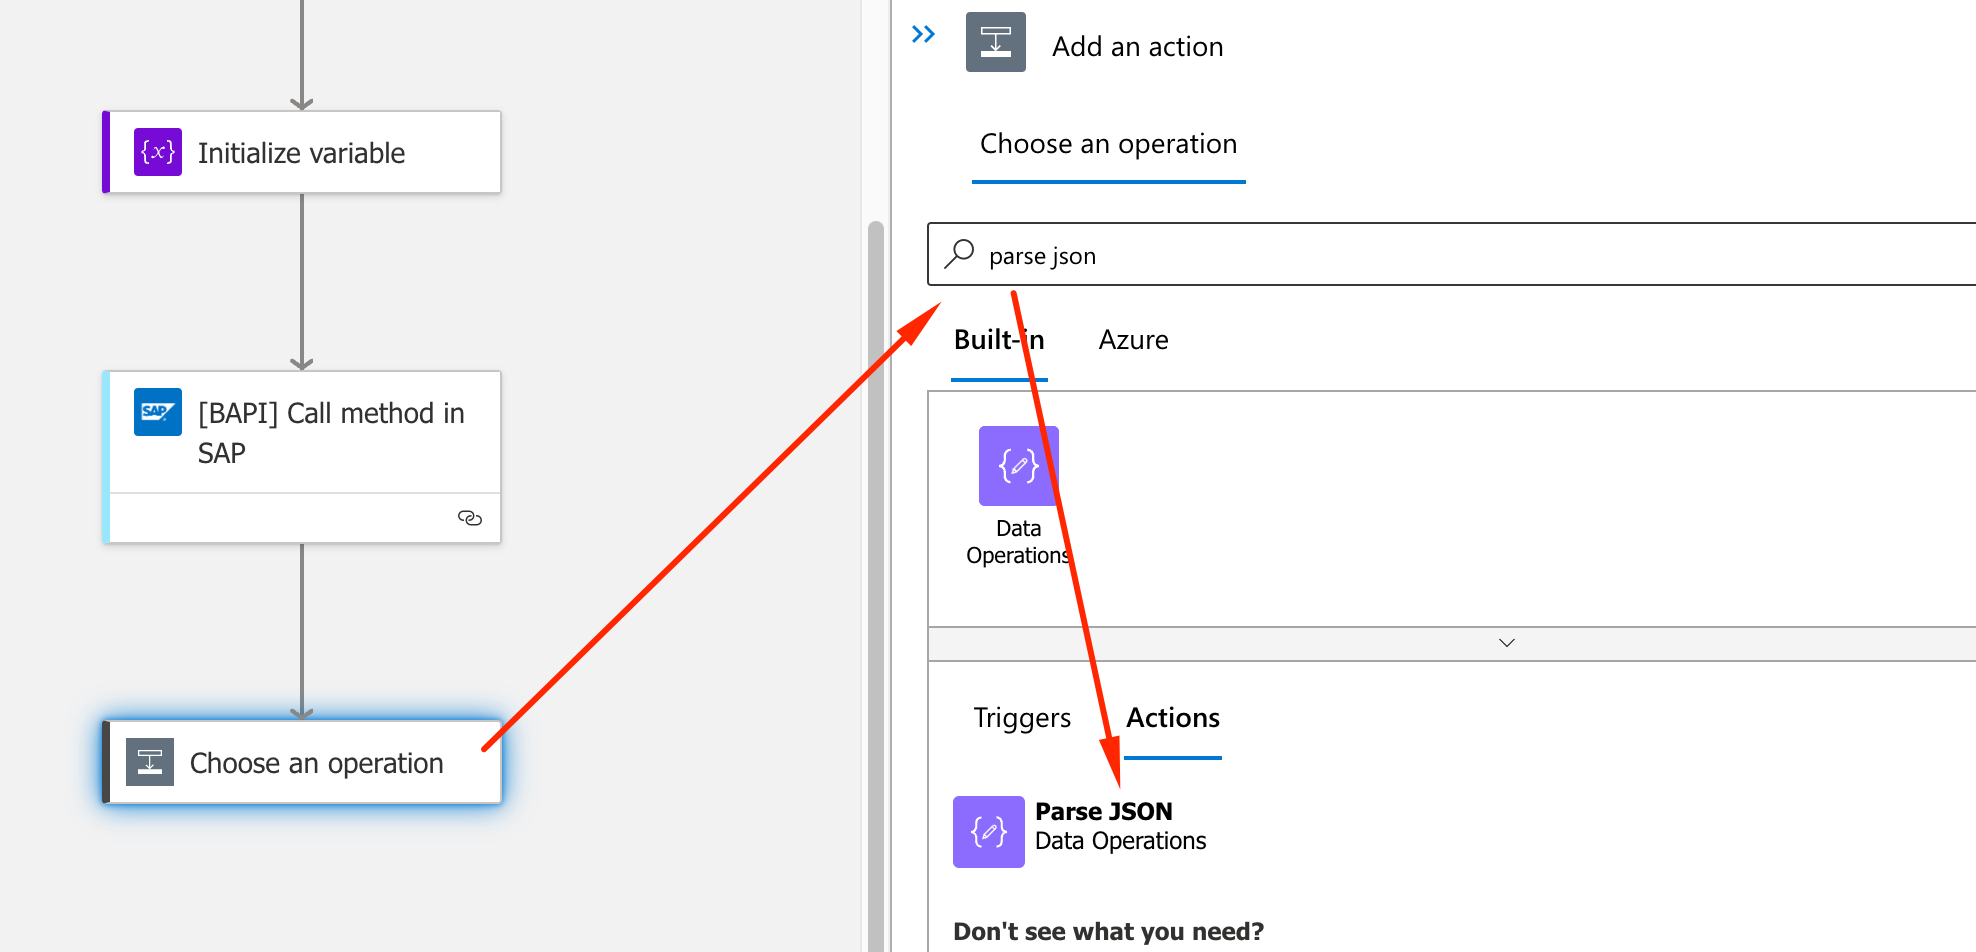 Initialize variable
{x}
SAP
[BAPI] Call method in
SAP
Choose an operation
Add an action
Choose an operation
parse json
Built-in
Azure
Data
Operations
Triggers
Actions
Parse JSON
Data Operations
Don't see what you need?